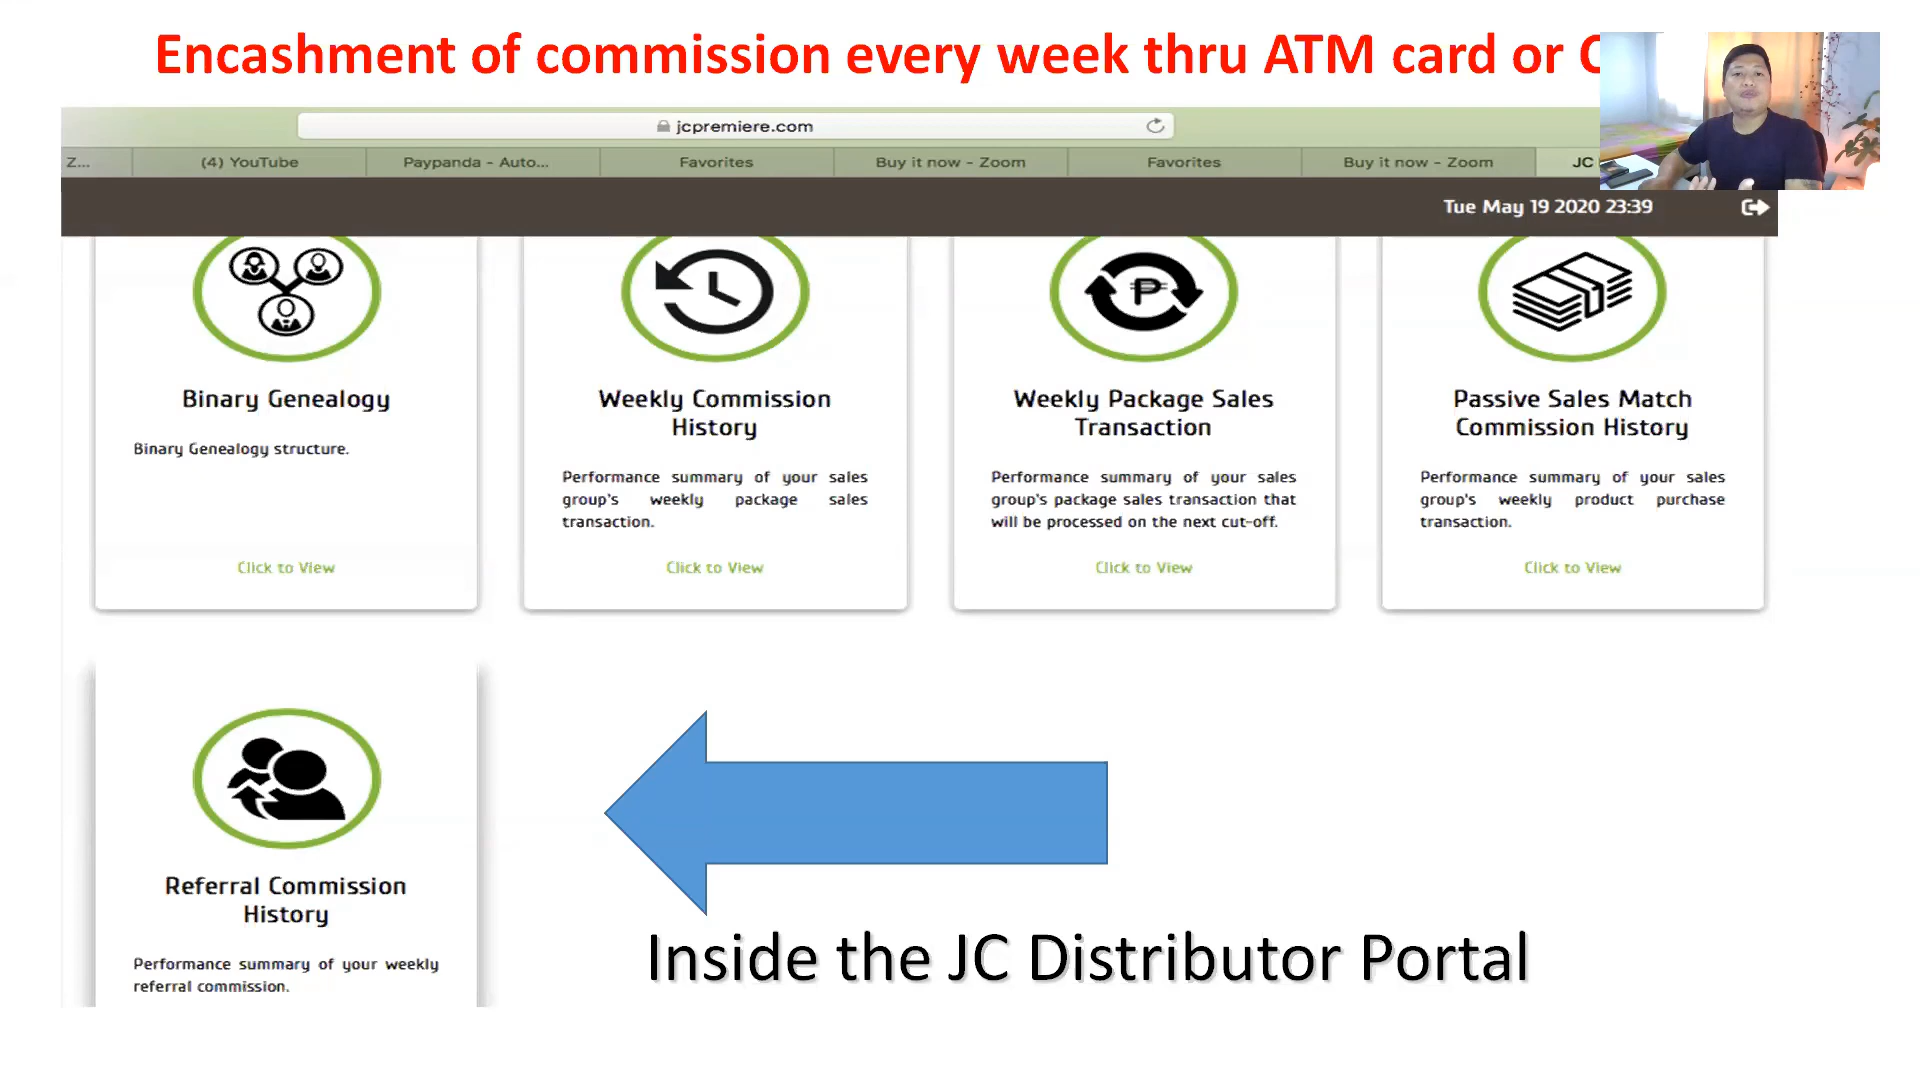 Encashment of commission every week thru ATM card or C
jcpremiere.com
Z...
(4) YouTube
Paypanda - Auto...
Favorites
Buy it now - Zoom
Favorites
Buy it now - Zoom
JC
Tue May 19 2020 23:39
Binary Genealogy
Binary Genealogy structure.
Click to View
Weekly Commission
History
Performance summary of your sales
group's weekly package sales
transaction.
Click to View
Weekly Package Sales
Transaction
Performance summary of your sales
group's package sales transaction that
will be processed on the next cut-off.
Click to View
Passive Sales Match
Commission History
Performance summary of your sales
group's weekly product purchase
transaction.
Click to View
Referral Commission
History
Performance summary of your weekly
referral commission.
Inside the JC Distributor Portal